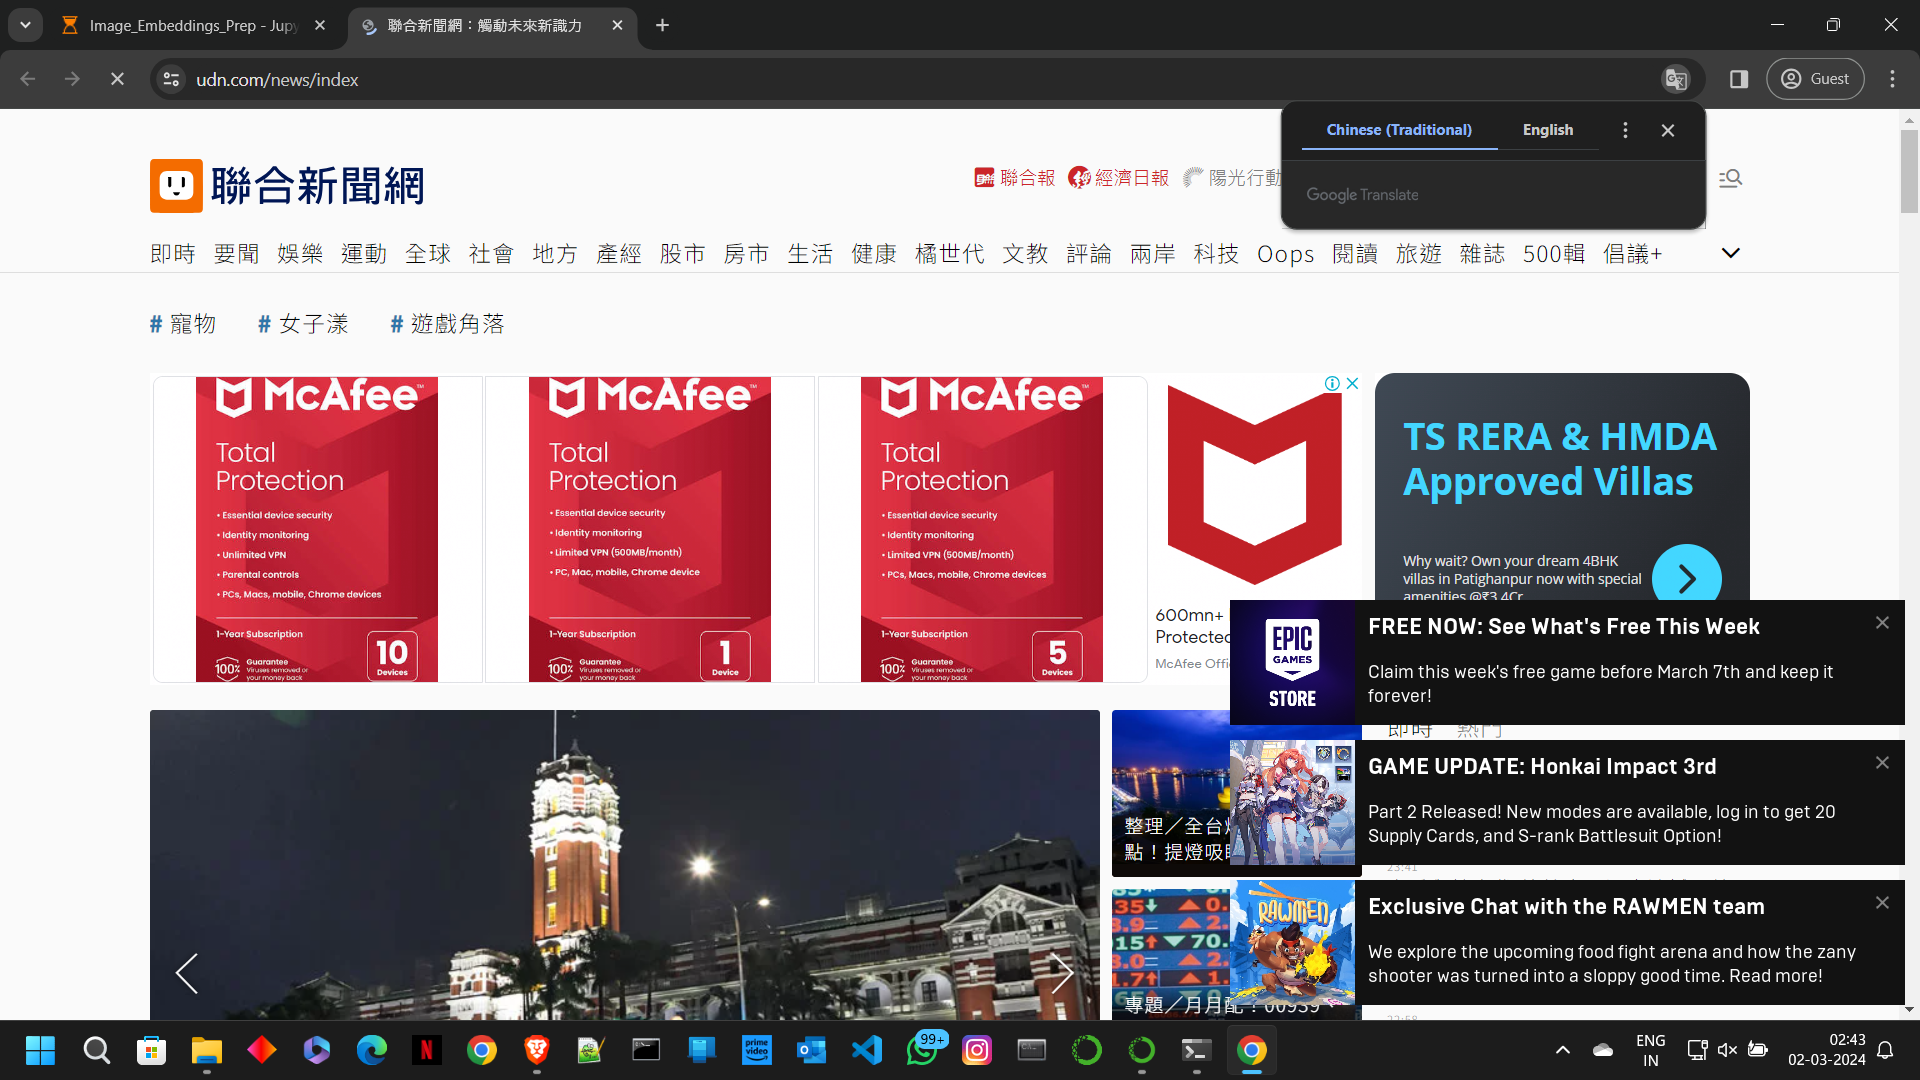 Image_Embeddings_Prep - Jupy
聯合新聞網：觸動未來新識力
udn.com/news/index
Guest
Chinese (Traditional)
English
Google Translate
聯合新聞網
聯合報
經濟日報
陽光行動
即時 要聞 娛樂 運動 全球 社會 地方 產經 股市 房市 生活 健康 橘世代 文教 評論 兩岸 科技 Oops 閱讀 旅遊 雜誌 500輯 倡議+
# 寵物 # 女子漾 # 遊戲角落
McAfee™
Total
Protection
• Essential device security
• Identity monitoring
• Unlimited VPN
• Parental controls
• PCs, Macs, mobile, Chrome devices
1-Year Subscription
100%
Guarantee
Viruses removed or
your money back
10
Devices
McAfee™
Total
Protection
• Essential device security
• Identity monitoring
• Limited VPN (500MB/month)
• PC, Mac, mobile, Chrome device
1-Year Subscription
100%
Guarantee
Viruses removed or
your money back
1
Device
McAfee™
Total
Protection
• Essential device security
• Identity monitoring
• Limited VPN (500MB/month)
• PCs, Macs, mobile, Chrome devices
1-Year Subscription
100%
Guarantee
Viruses removed or
your money back
5
Devices
600mn+
Protected
McAfee Offi
TS RERA & HMDA
Approved Villas
Why wait? Own your dream 4BHK
villas in Patighanpur now with special
amenities @₹3.4Cr
EPIC
GAMES
STORE
FREE NOW: See What's Free This Week
Claim this week's free game before March 7th and keep it
forever!
即時 熱門
GAME UPDATE: Honkai Impact 3rd
Part 2 Released! New modes are available, log in to get 20
Supply Cards, and S-rank Battlesuit Option!
整理／全台
點！提燈吸
23:41
RAWMEN
Exclusive Chat with the RAWMEN team
We explore the upcoming food fight arena and how the zany
shooter was turned into a sloppy good time. Read more!
專題／月月配！00939
22:58
prime
video
99+
ENG
IN
02:43
02-03-2024